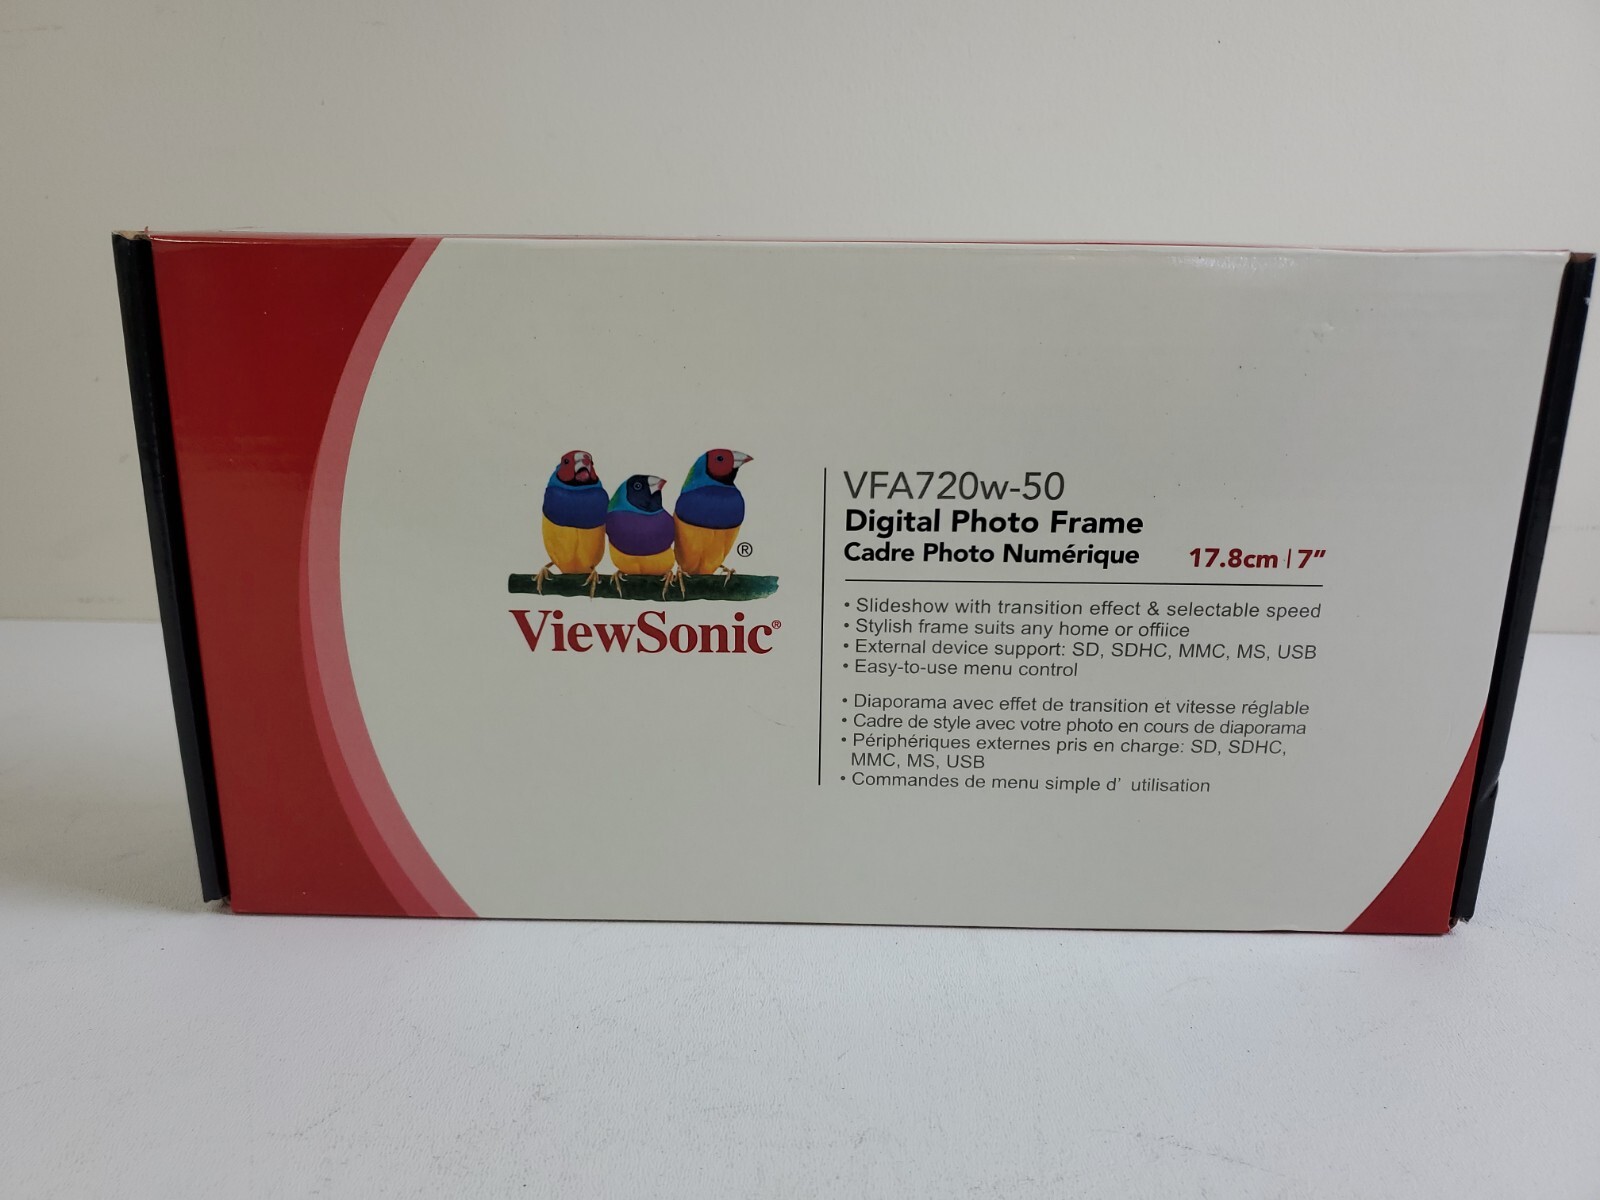 ®
ViewSonic®
VFA720w-50
Digital Photo Frame
Cadre Photo Numérique 17.8cm | 7"
• Slideshow with transition effect & selectable speed
• Stylish frame suits any home or offiice
• External device support: SD, SDHC, MMC, MS, USB
• Easy-to-use menu control
• Diaporama avec effet de transition et vitesse réglable
• Cadre de style avec votre photo en cours de diaporama
• Périphériques externes pris en charge: SD, SDHC,
MMC, MS, USB
• Commandes de menu simple d' utilisation